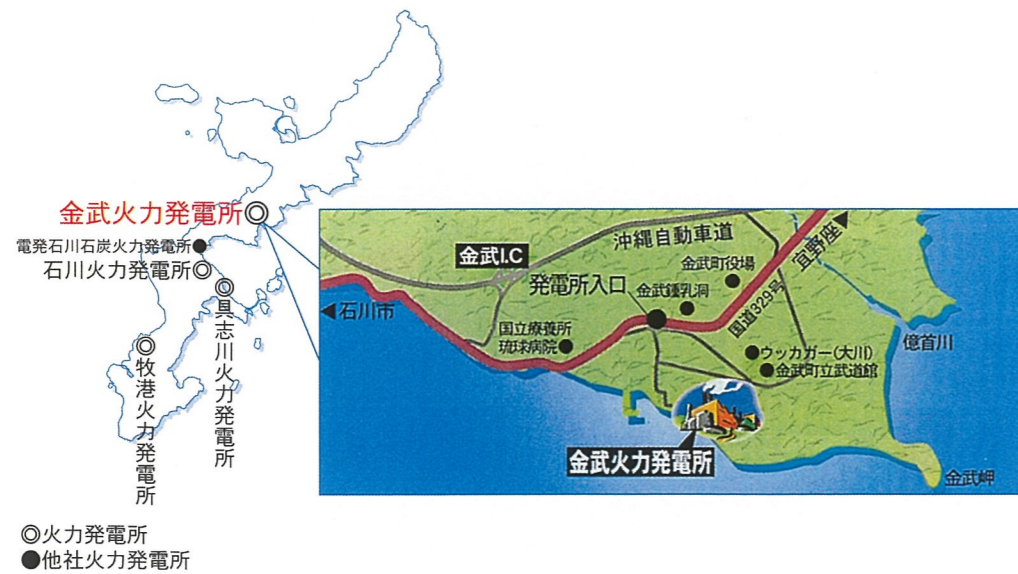 金武火力発電所
電発石川石炭火力発電所
石川火力発電所
具志川火力発電所
牧港火力発電所
◎火力発電所
●他社火力発電所
金武I.C
沖縄自動車道
宜野座
金武町役場
発電所入口
金武鍾乳洞
国道329号
石川市
国立療養所
琉球病院
ウッカガー(大川)
金武町立武道館
億首川
金武火力発電所
金武岬